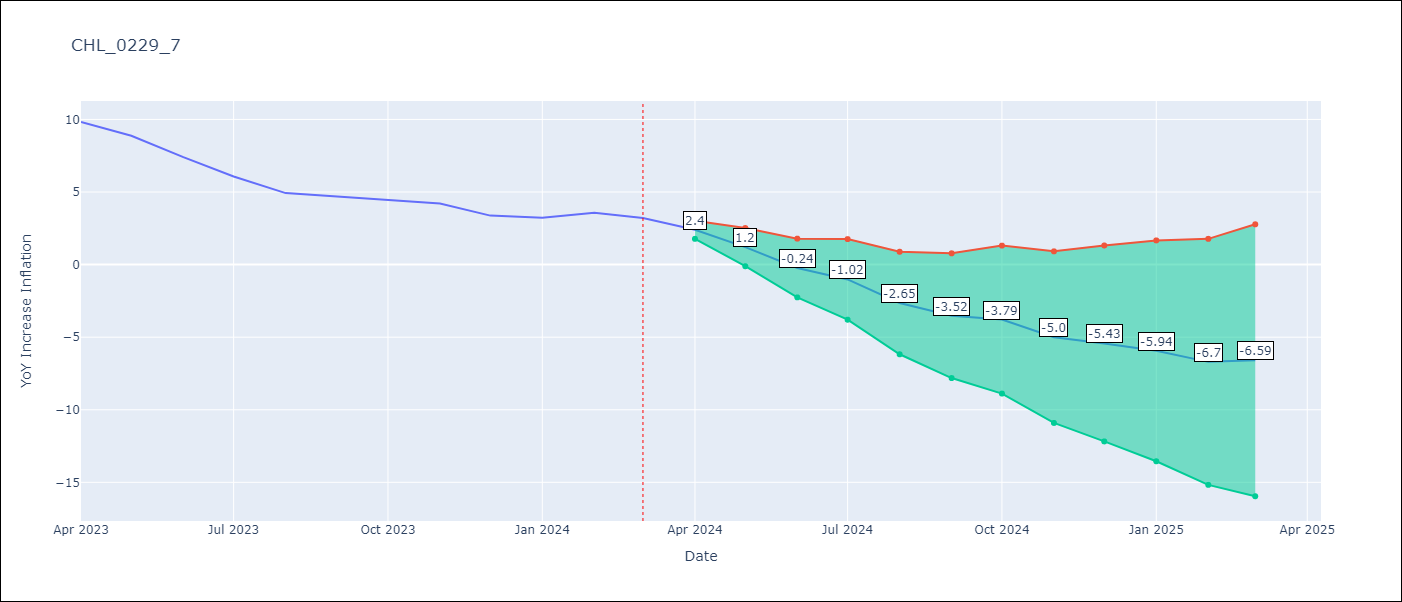 CHL_0229_7
YoY Increase Inflation
10
5
0
−5
−10
−15
2.4
1.2
-0.24
-1.02
-2.65
-3.52
-3.79
-5.0
-5.43
-5.94
-6.7
-6.59
Apr 2023
Jul 2023
Oct 2023
Jan 2024
Apr 2024
Jul 2024
Oct 2024
Jan 2025
Apr 2025
Date